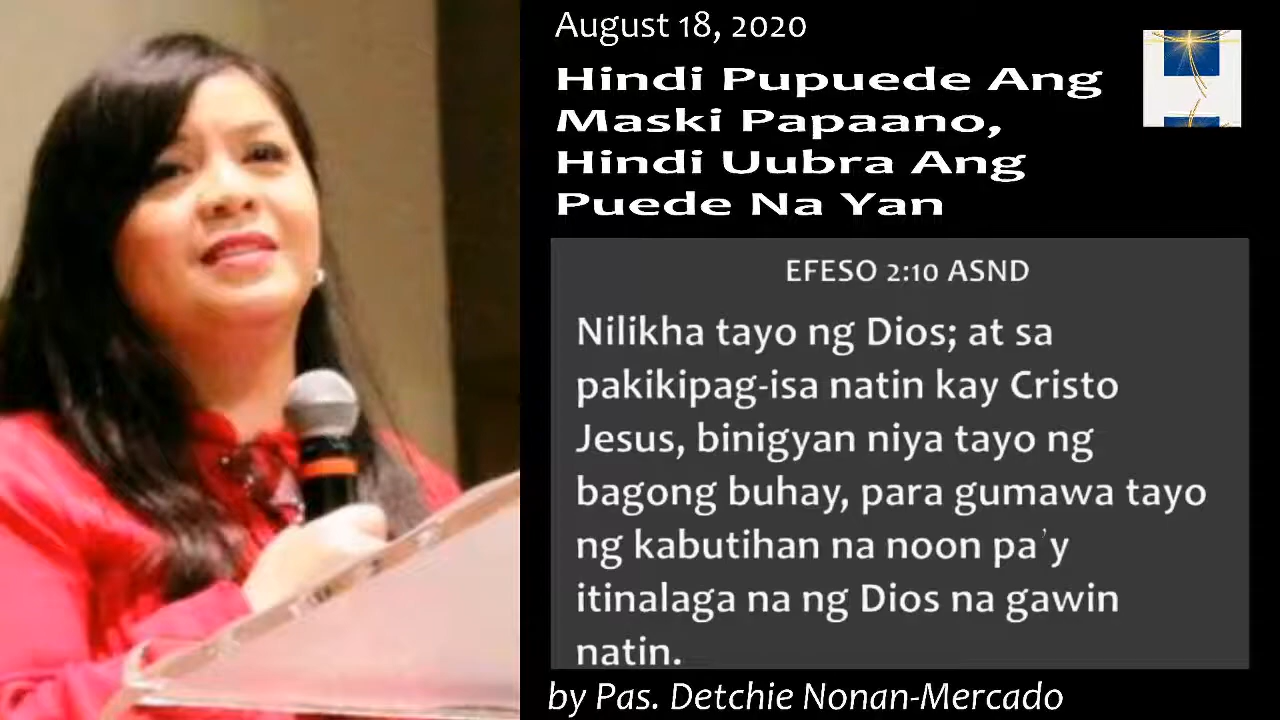 August 18, 2020
Hindi Pupuede Ang
Maski Papaano,
Hindi Uubra Ang
Puede Na Yan
EFESO 2:10 ASND
Nilikha tayo ng Dios; at sa
pakikipag-isa natin kay Cristo
Jesus, binigyan niya tayo ng
bagong buhay, para gumawa tayo
ng kabutihan na noon pa'y
itinalaga na ng Dios na gawin
natin.
by Pas. Detchie Nonan-Mercado